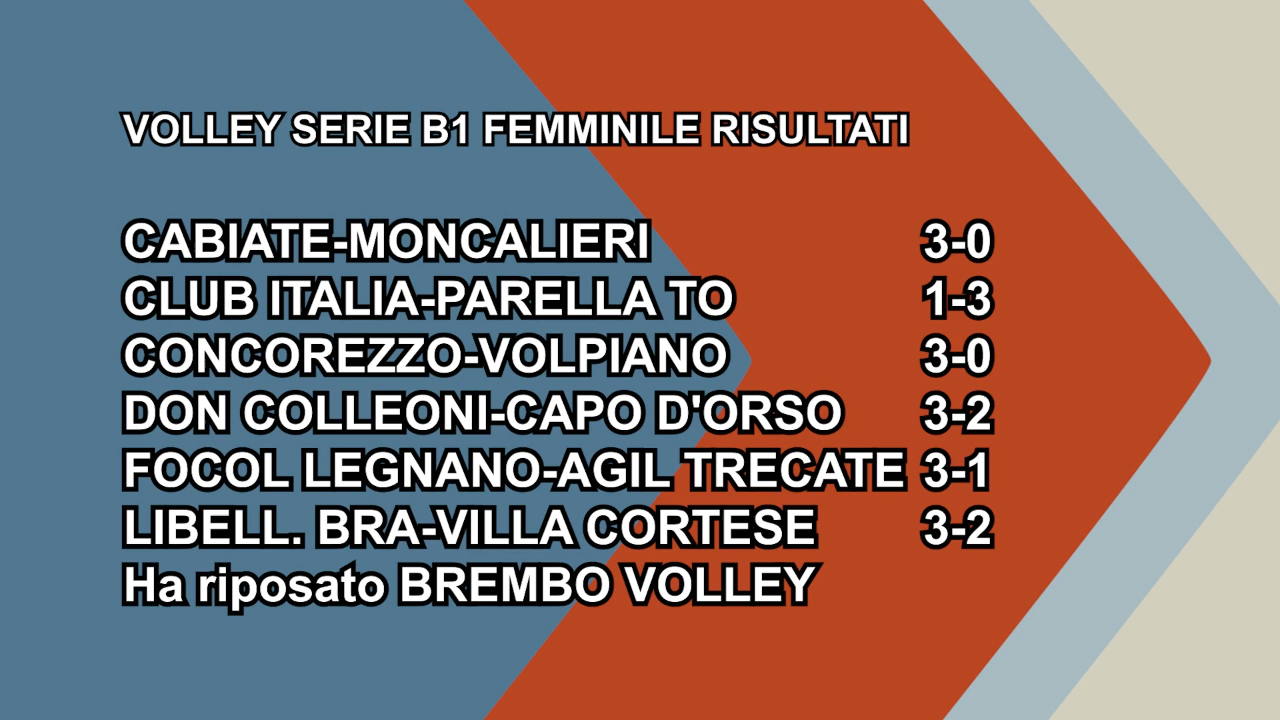 VOLLEY SERIE B1 FEMMINILE RISULTATI
CABIATE-MONCALIERI 3-0
CLUB ITALIA-PARELLA TO 1-3
CONCOREZZO-VOLPIANO 3-0
DON COLLEONI-CAPO D'ORSO 3-2
FOCOL LEGNANO-AGIL TRECATE 3-1
LIBELL. BRA-VILLA CORTESE 3-2
Ha riposato BREMBO VOLLEY